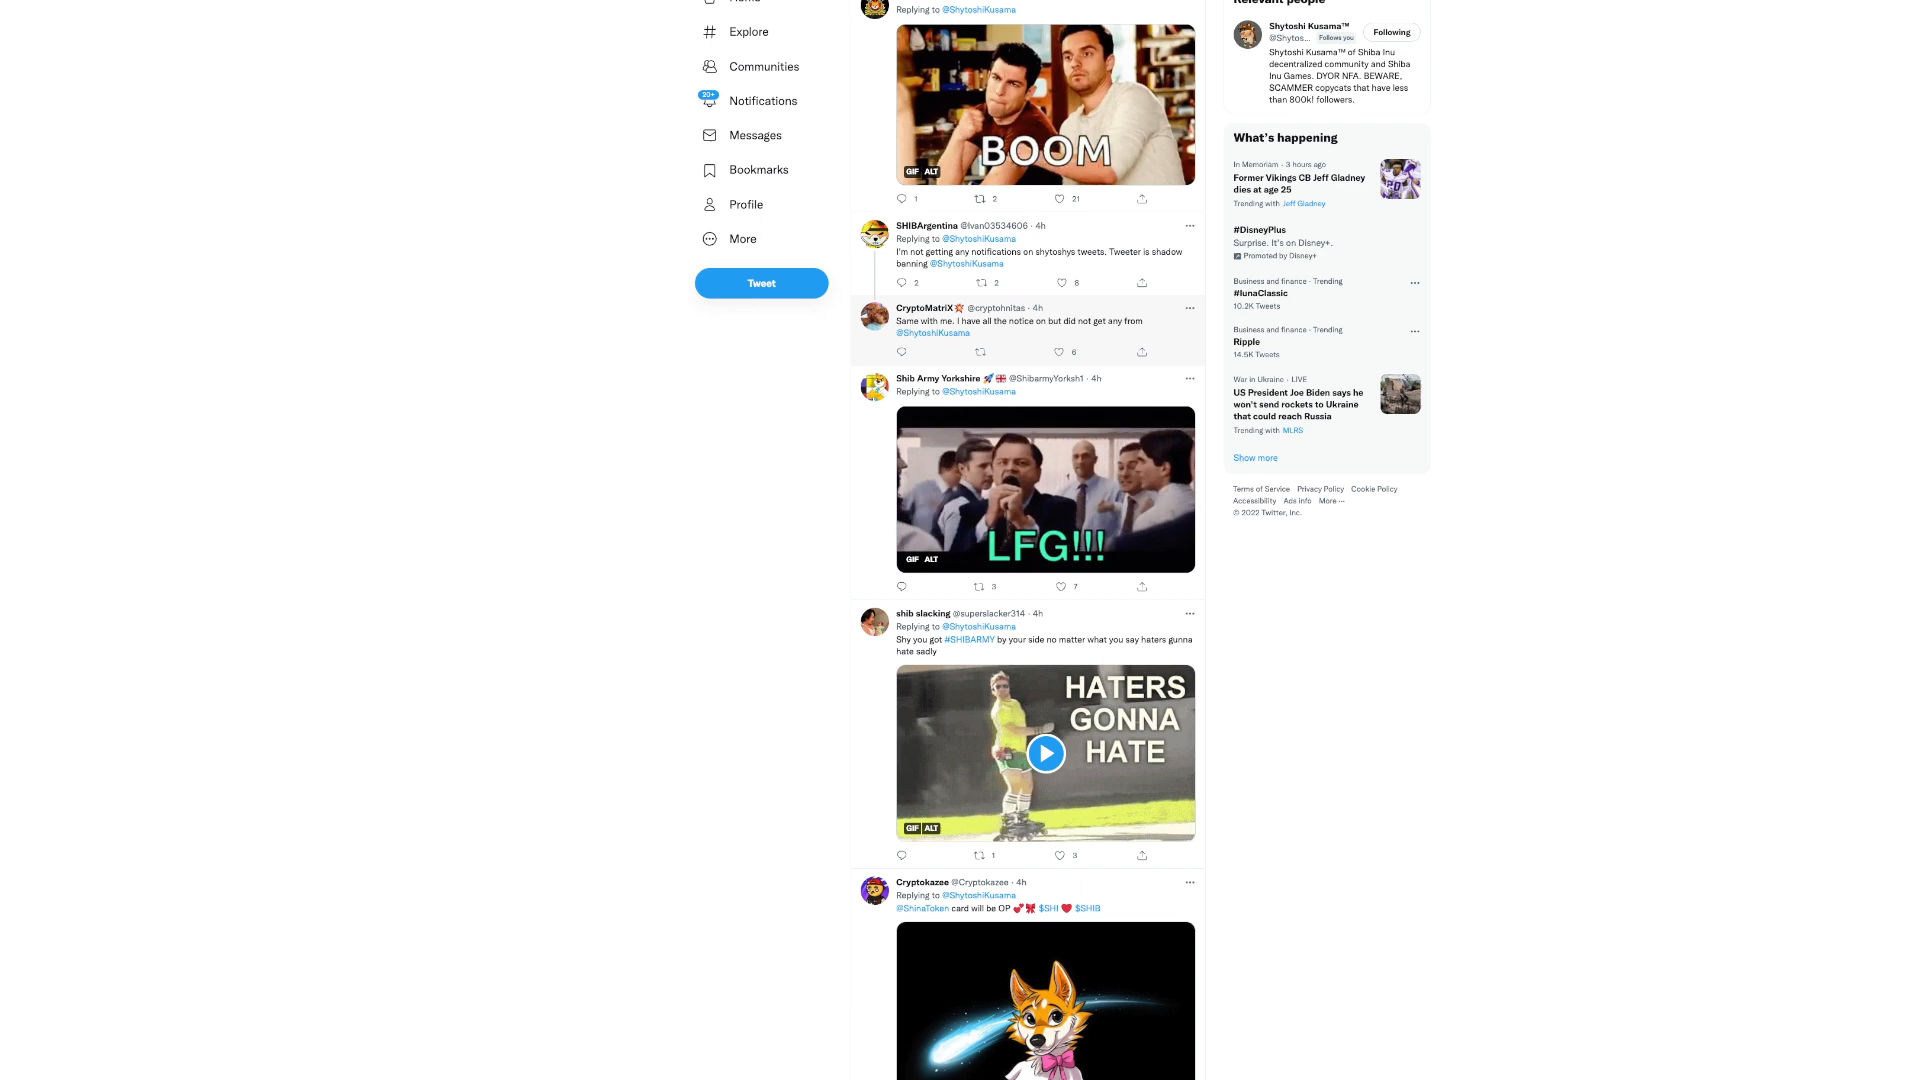 Explore
Communities
20+
Notifications
Messages
Bookmarks
Profile
More
Tweet
Replying to @ShytoshiKusama
BOOM
GIF ALT
1 2 21
SHIBArgentina @Ivan03534606 · 4h
Replying to @ShytoshiKusama
I'm not getting any notifications on shytoshys tweets. Tweeter is shadow
banning @ShytoshiKusama
2 2 8
CryptoMatriX @cryptohnitas · 4h
Same with me. I have all the notice on but did not get any from
@ShytoshiKusama
6
Shib Army Yorkshire @ShibarmyYorksh1 · 4h
Replying to @ShytoshiKusama
LFG!!!
GIF ALT
3 7
shib slacking @superslacker314 · 4h
Replying to @ShytoshiKusama
Shy you got #SHIBARMY by your side no matter what you say haters gunna
hate sadly
HATERS
GONNA
HATE
GIF ALT
1 3
Cryptokazee @Cryptokazee · 4h
Replying to @ShytoshiKusama
@ShinaToken card will be OP $SHI $SHIB
Relevant people
Shytoshi Kusama™
@Shytos... Follows you
Following
Shytoshi Kusama™ of Shiba Inu
decentralized community and Shiba
Inu Games. DYOR NFA. BEWARE,
SCAMMER copycats that have less
than 800k! followers.
What's happening
In Memoriam · 3 hours ago
Former Vikings CB Jeff Gladney
dies at age 25
Trending with Jeff Gladney
#DisneyPlus
Surprise. It's on Disney+.
Promoted by Disney+
Business and finance · Trending
#lunaClassic
10.2K Tweets
Business and finance · Trending
Ripple
14.5K Tweets
War in Ukraine · LIVE
US President Joe Biden says he
won't send rockets to Ukraine
that could reach Russia
Trending with MLRS
Show more
Terms of Service Privacy Policy Cookie Policy
Accessibility Ads info More ···
© 2022 Twitter, Inc.